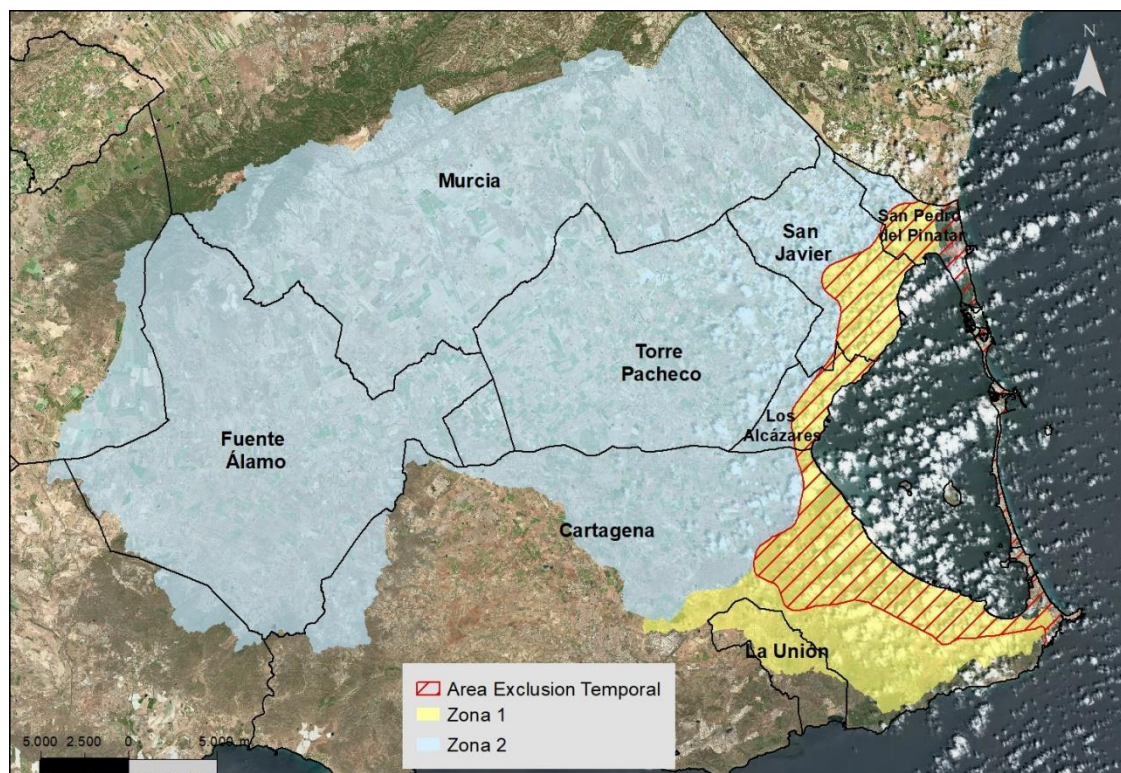 N
Murcia
San Pedro
del Pinatar
San
Javier
Torre
Pacheco
Los
Alcázares
Fuente
Álamo
Cartagena
La Unión
Area Exclusion Temporal
Zona 1
Zona 2
5.000 2.500 0 5.000 m